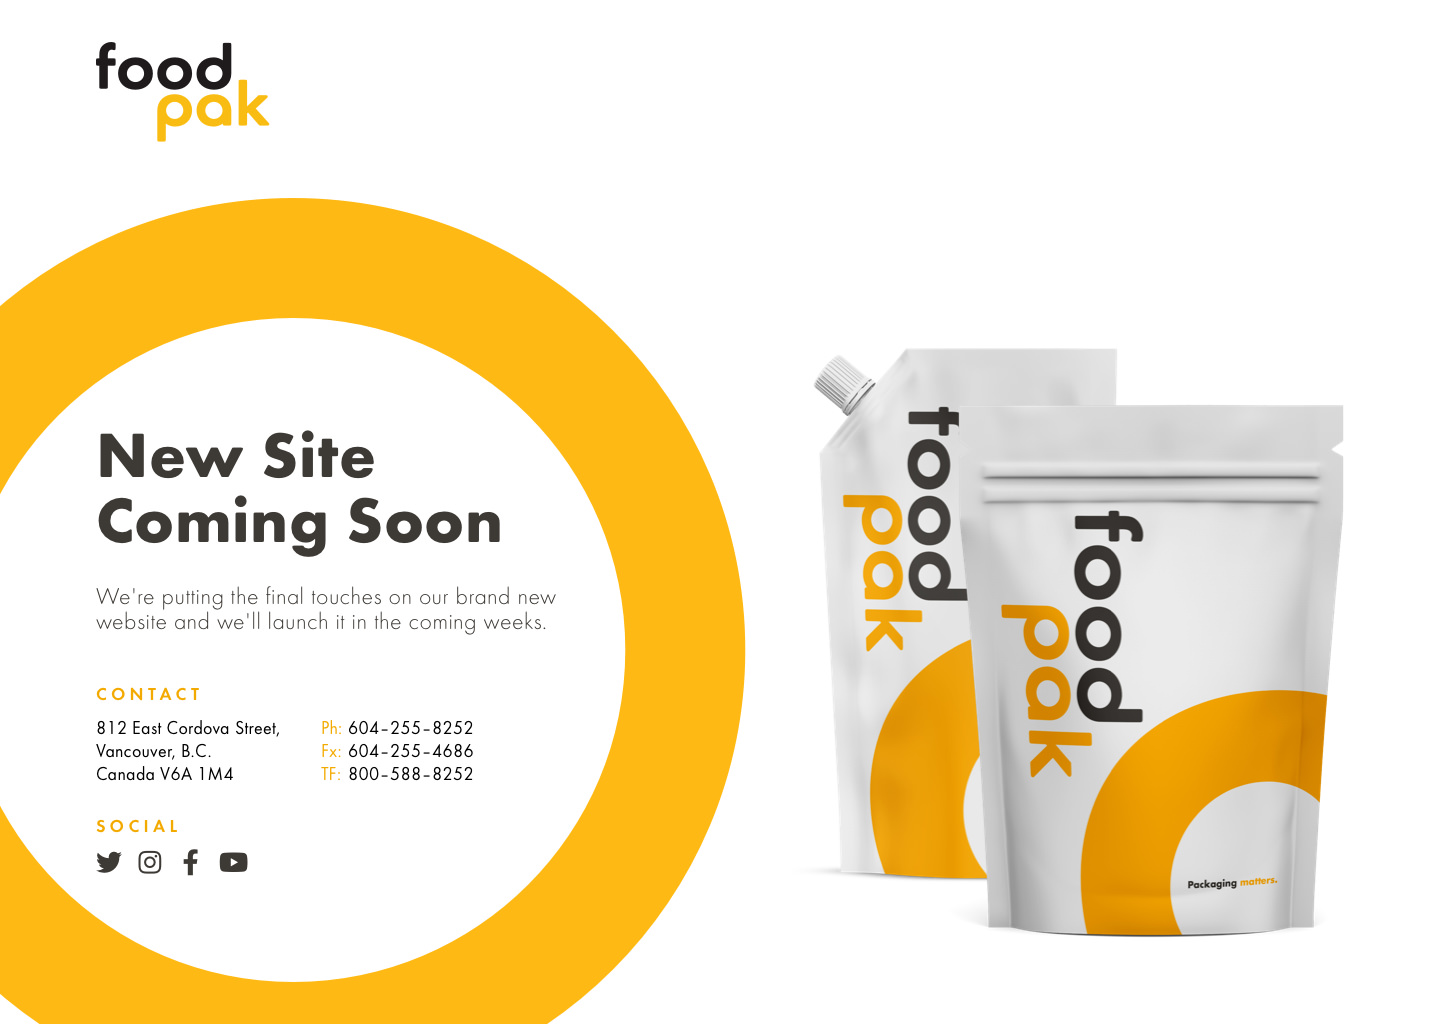 food
pak
New Site
Coming Soon
We're putting the final touches on our brand new
website and we'll launch it in the coming weeks.
CONTACT
812 East Cordova Street,
Vancouver, B.C.
Canada V6A 1M4
Ph: 604-255-8252
Fx: 604-255-4686
TF: 800-588-8252
SOCIAL
food
pak
food
pak
Packaging matters.